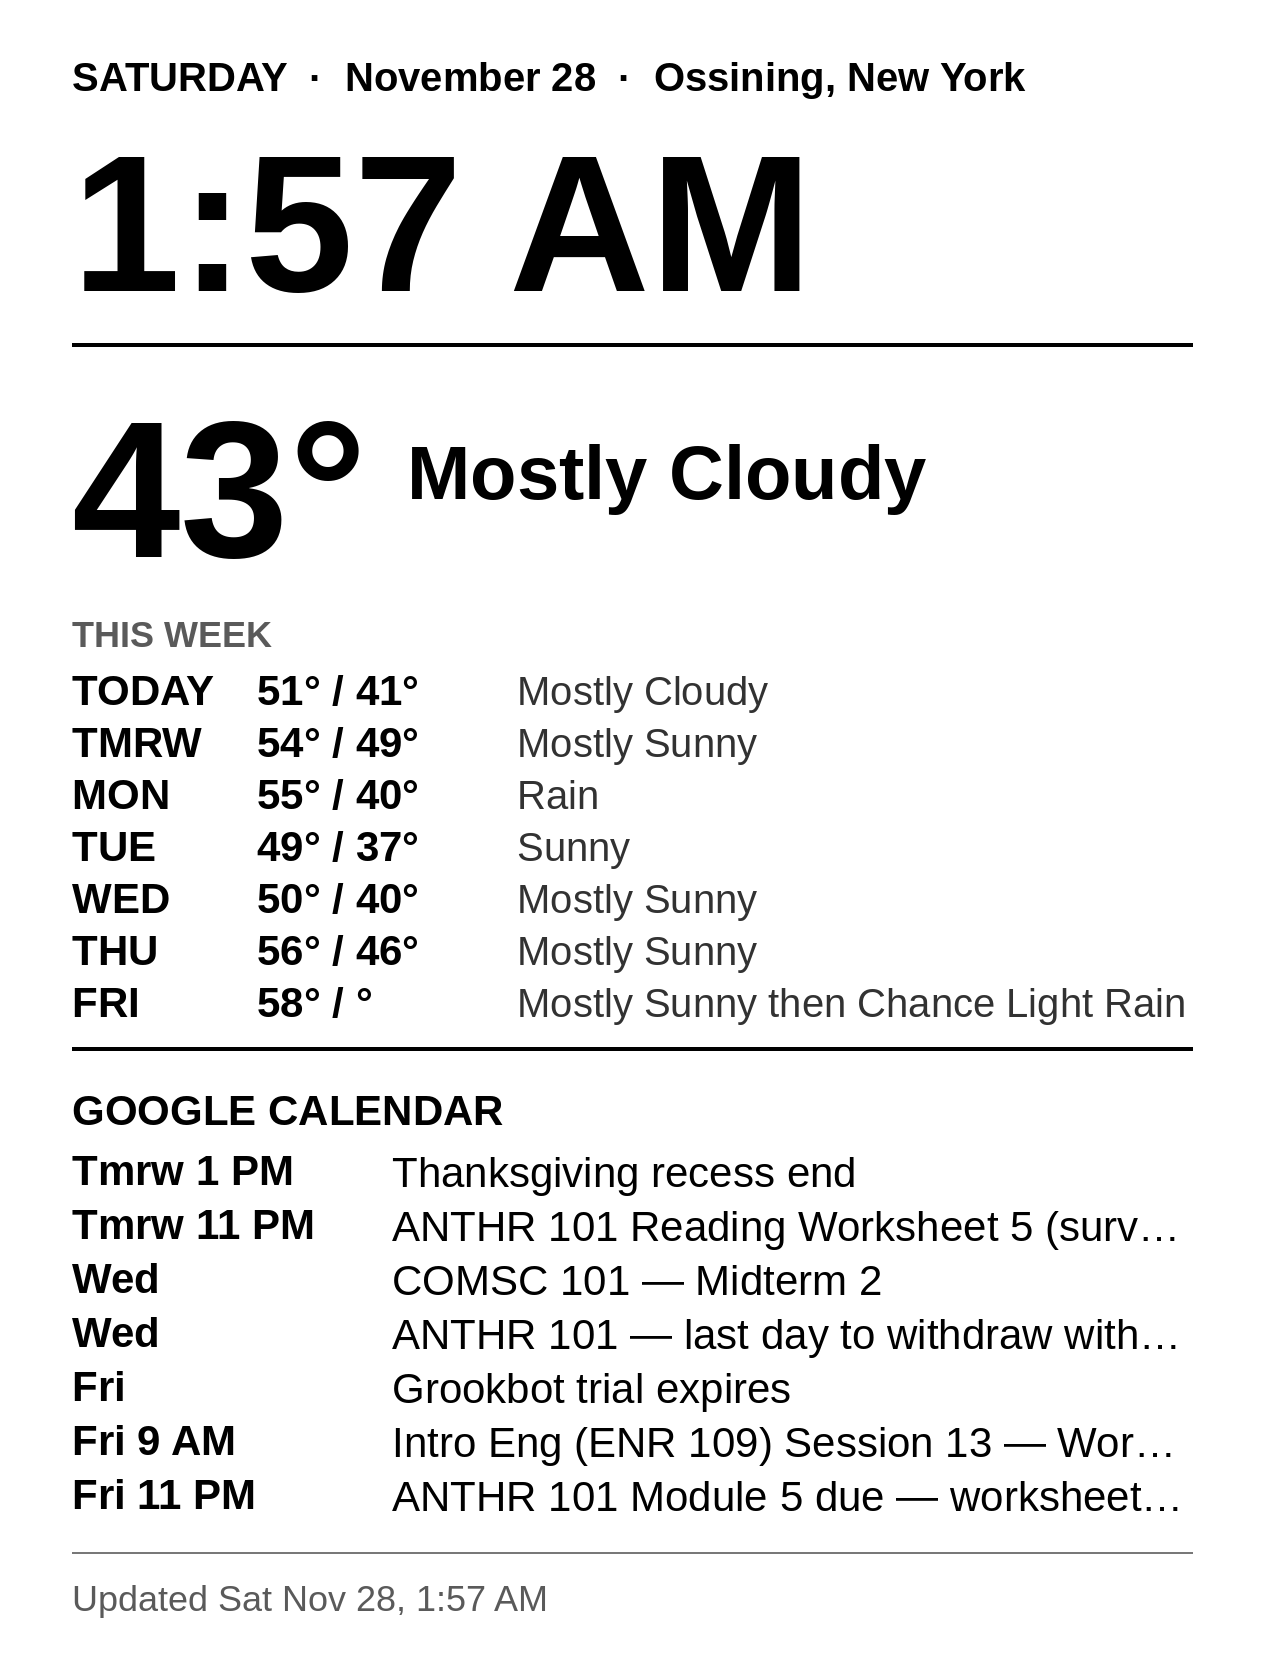 SATURDAY · November 28 · Ossining, New York
1:57 AM
43° Mostly Cloudy
THIS WEEK
TODAY 51° / 41° Mostly Cloudy
TMRW 54° / 49° Mostly Sunny
MON 55° / 40° Rain
TUE 49° / 37° Sunny
WED 50° / 40° Mostly Sunny
THU 56° / 46° Mostly Sunny
FRI 58° / ° Mostly Sunny then Chance Light Rain
GOOGLE CALENDAR
Tmrw 1 PM Thanksgiving recess end
Tmrw 11 PM ANTHR 101 Reading Worksheet 5 (surv…
Wed COMSC 101 — Midterm 2
Wed ANTHR 101 — last day to withdraw with…
Fri Grookbot trial expires
Fri 9 AM Intro Eng (ENR 109) Session 13 — Wor…
Fri 11 PM ANTHR 101 Module 5 due — worksheet…
Updated Sat Nov 28, 1:57 AM